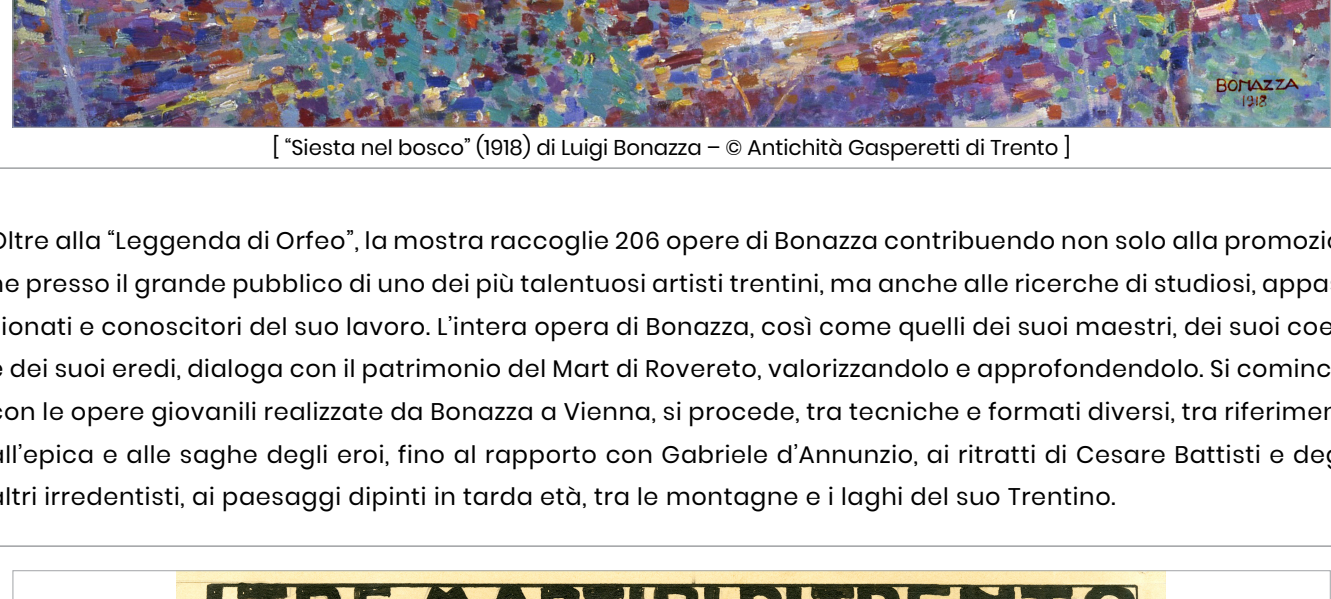 BONAZZA
1918
[ “Siesta nel bosco” (1918) di Luigi Bonazza – © Antichità Gasperetti di Trento ]
Oltre alla “Leggenda di Orfeo”, la mostra raccoglie 206 opere di Bonazza contribuendo non solo alla promozio
ne presso il grande pubblico di uno dei più talentuosi artisti trentini, ma anche alle ricerche di studiosi, appas
ionati e conoscitori del suo lavoro. L’intera opera di Bonazza, così come quelli dei suoi maestri, dei suoi coe
e dei suoi eredi, dialoga con il patrimonio del Mart di Rovereto, valorizzandolo e approfondendolo. Si cominc
con le opere giovanili realizzate da Bonazza a Vienna, si procede, tra tecniche e formati diversi, tra riferimen
all’epica e alle saghe degli eroi, fino al rapporto con Gabriele d’Annunzio, ai ritratti di Cesare Battisti e deg
altri irredentisti, ai paesaggi dipinti in tarda età, tra le montagne e i laghi del suo Trentino.